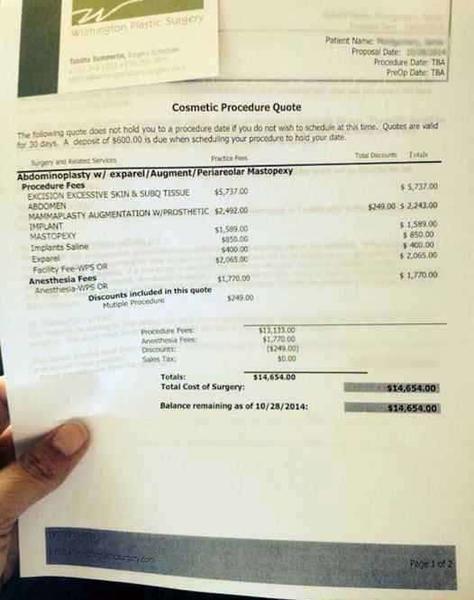 Washington Plastic Surgery
Patient Name:
Proposal Date:
Procedure Date: TBA
PreOp Date: TBA
Cosmetic Procedure Quote
The following quote does not hold you to a procedure date if you do not wish to schedule at this time. Quotes are valid
for 30 days. A deposit of $600.00 is due when scheduling your procedure to hold your date.
Surgery and Related Services Practice Fees Total Discounts Totals
Abdominoplasty w/ exparel/Augment/Periareolar Mastopexy
Procedure Fees
EXCISION EXCESSIVE SKIN & SUBQ TISSUE $5,737.00 $ 5,737.00
ABDOMEN
MAMMAPLASTY AUGMENTATION W/PROSTHETIC $2,492.00 $249.00 $ 2,243.00
IMPLANT
MASTOPEXY $1,589.00 $ 1,589.00
Implants Saline $850.00 $ 850.00
Exparel $400.00 $ 400.00
Facility Fee-WPS OR $2,065.00 $ 2,065.00
Anesthesia Fees
Anesthesia-WPS OR $1,770.00 $ 1,770.00
Discounts included in this quote
Multiple Procedure $249.00
Procedure Fees: $13,133.00
Anesthesia Fees: $1,770.00
Discounts: ($249.00)
Sales Tax: $0.00
Totals: $14,654.00
Total Cost of Surgery: $14,654.00
Balance remaining as of 10/28/2014: $14,654.00
Page 1 of 2